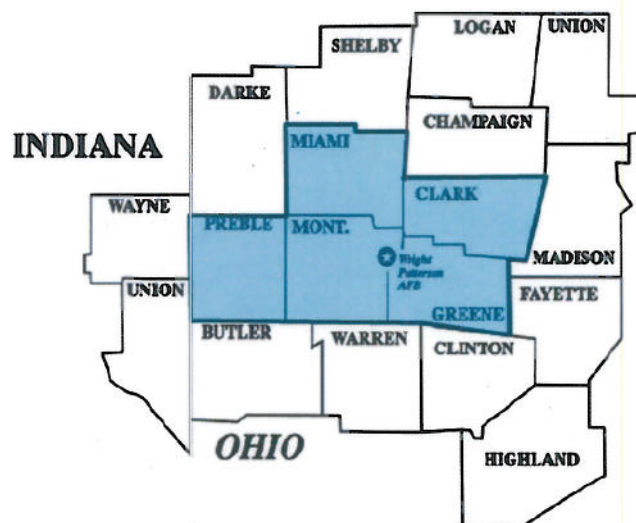 LOGAN
UNION
SHELBY
DARKE
CHAMPAIGN
INDIANA
MIAMI
CLARK
WAYNE
PREBLE
MONT.
MADISON
Wright
Patterson
AFB
UNION
FAYETTE
GREENE
BUTLER
WARREN
CLINTON
OHIO
HIGHLAND